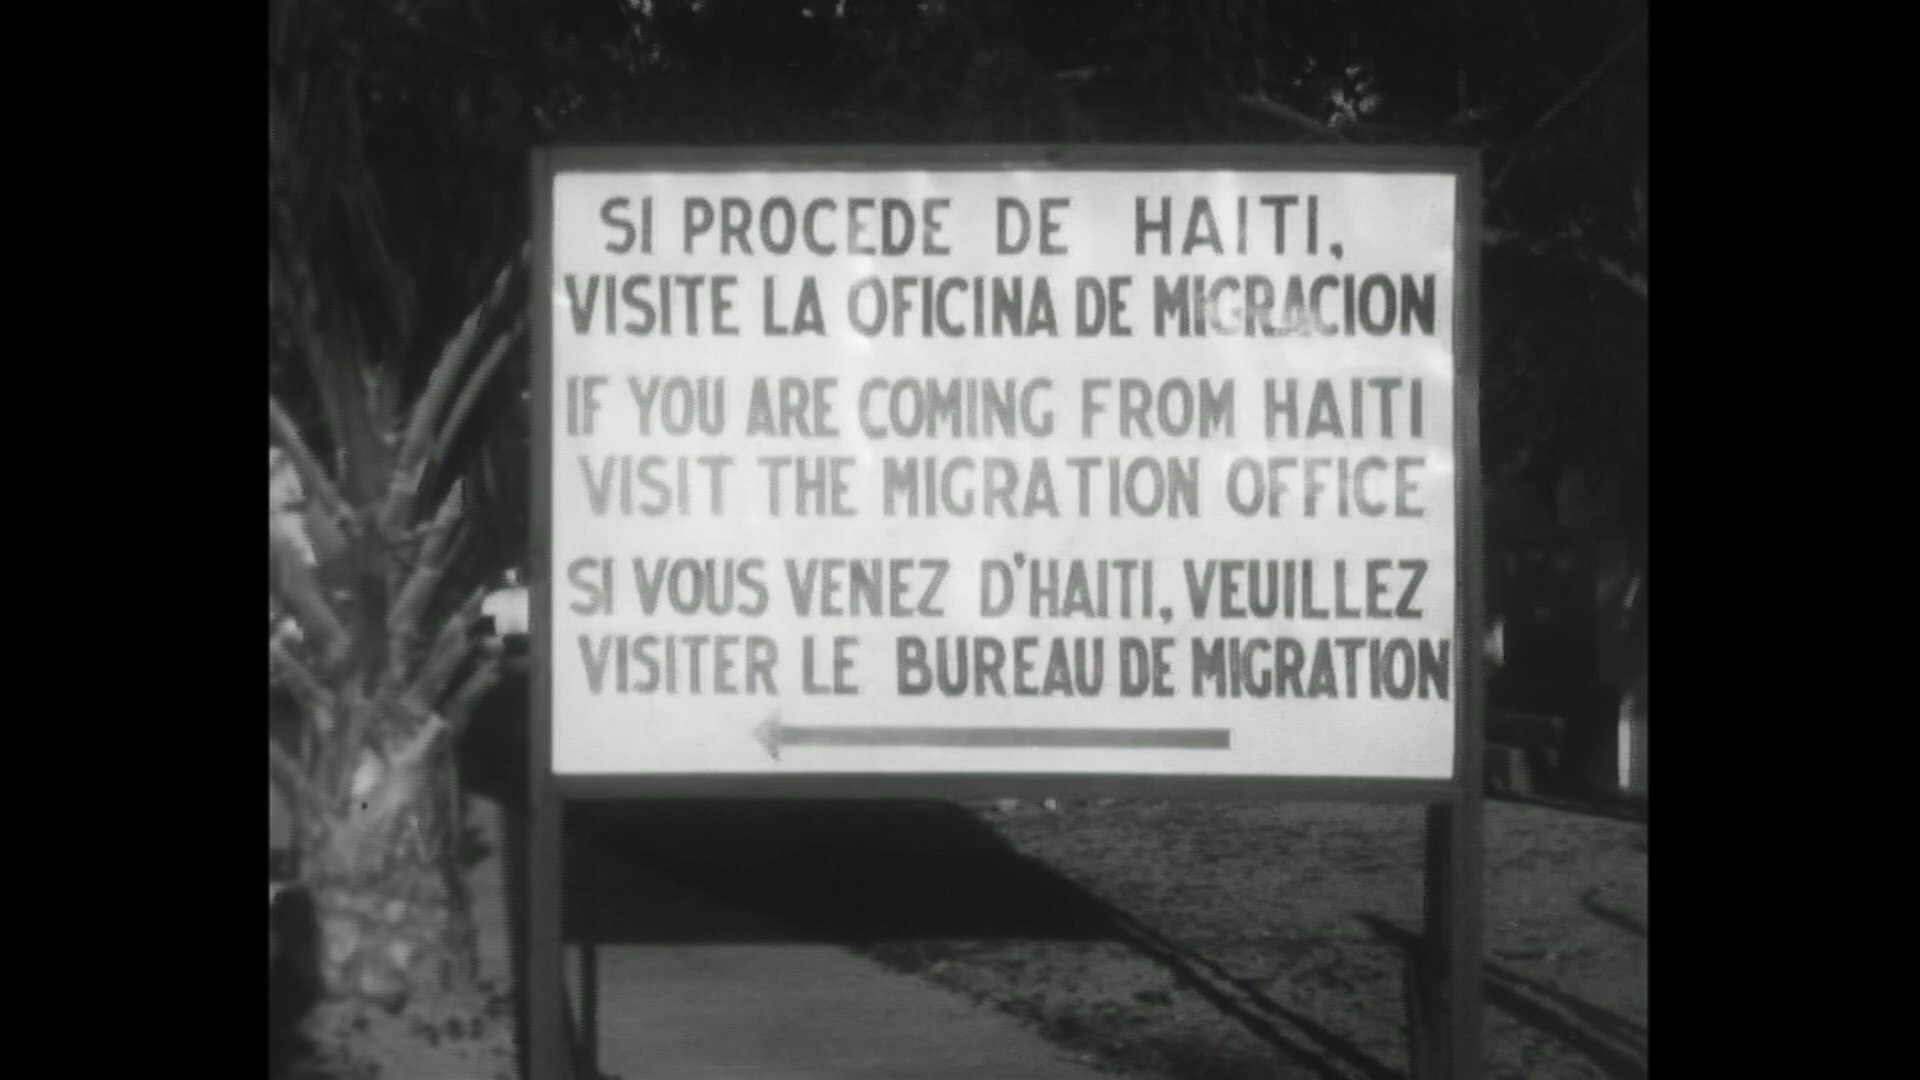 SI PROCEDE DE HAITI,
VISITE LA OFICINA DE MIGRACION
IF YOU ARE COMING FROM HAITI
VISIT THE MIGRATION OFFICE
SI VOUS VENEZ D'HAITI, VEUILLEZ
VISITER LE BUREAU DE MIGRATION